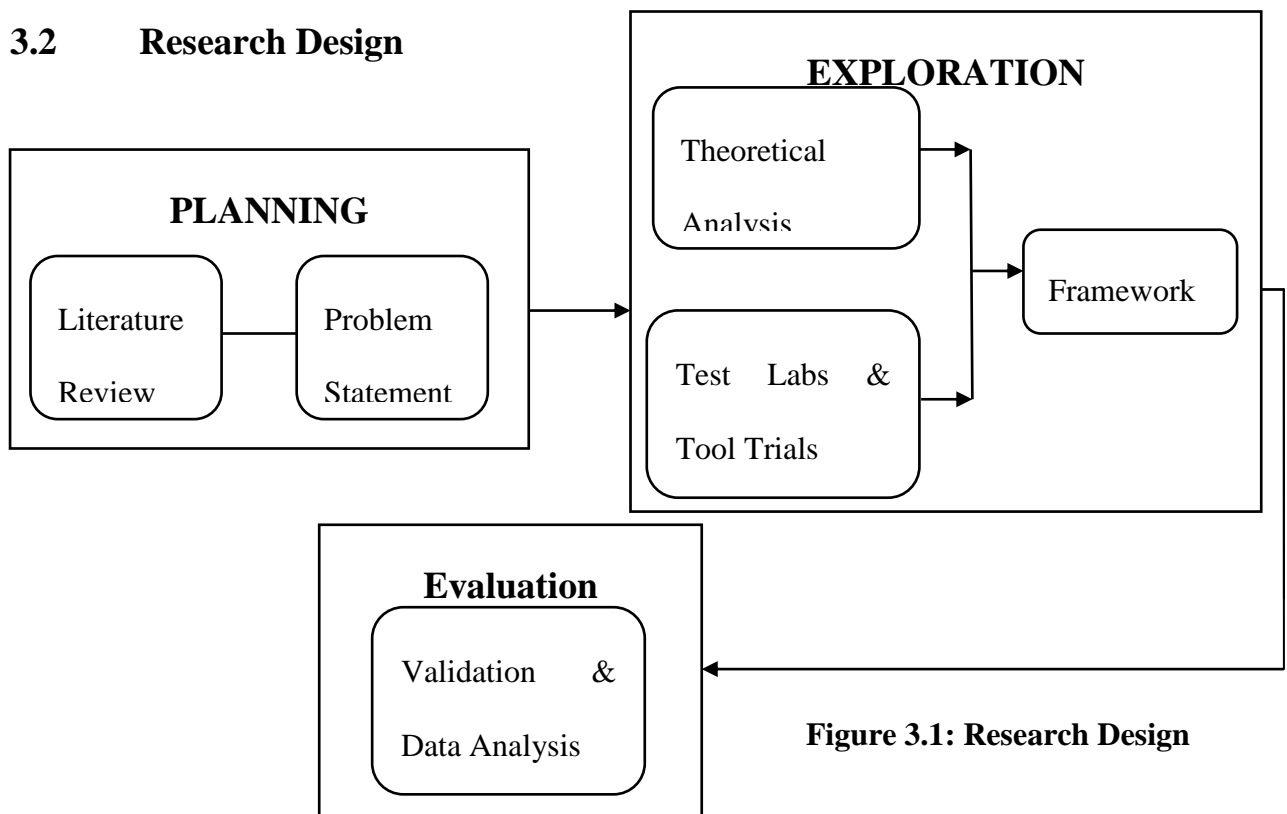 3.2 Research Design
PLANNING
Literature
Review
Problem
Statement
EXPLORATION
Theoretical
Analysis
Test Labs &
Tool Trials
Framework
Evaluation
Validation &
Data Analysis
Figure 3.1: Research Design